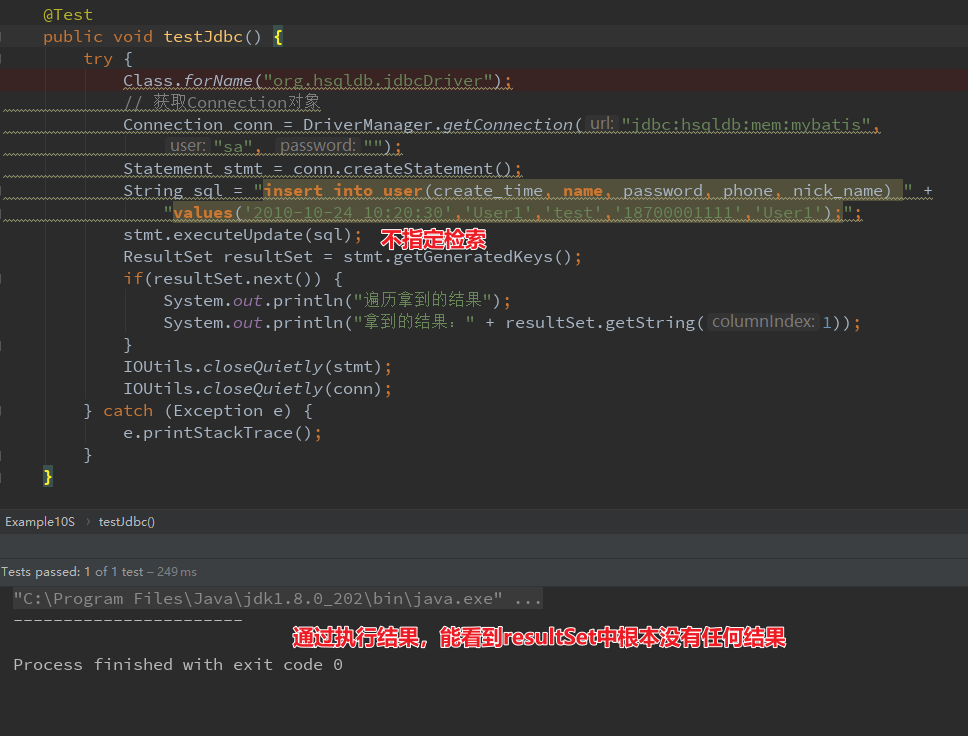 @Test
public void testJdbc() {
try {
Class.forName("org.hsqldb.jdbcDriver");
// 获取Connection对象
Connection conn = DriverManager.getConnection( url: "jdbc:hsqldb:mem:mybatis",
user: "sa", password: "");
Statement stmt = conn.createStatement();
String sql = "insert into user(create_time, name, password, phone, nick_name) " +
"values('2010-10-24 10:20:30','User1','test','18700001111','User1');";
stmt.executeUpdate(sql); 不指定检索
ResultSet resultSet = stmt.getGeneratedKeys();
if(resultSet.next()) {
System.out.println("遍历拿到的结果");
System.out.println("拿到的结果：" + resultSet.getString( columnIndex: 1));
}
IOUtils.closeQuietly(stmt);
IOUtils.closeQuietly(conn);
} catch (Exception e) {
e.printStackTrace();
}
}
Example10S › testJdbc()
Tests passed: 1 of 1 test – 249 ms
"C:\Program Files\Java\jdk1.8.0_202\bin\java.exe" ...
-----------------------
通过执行结果，能看到resultSet中根本没有任何结果
Process finished with exit code 0